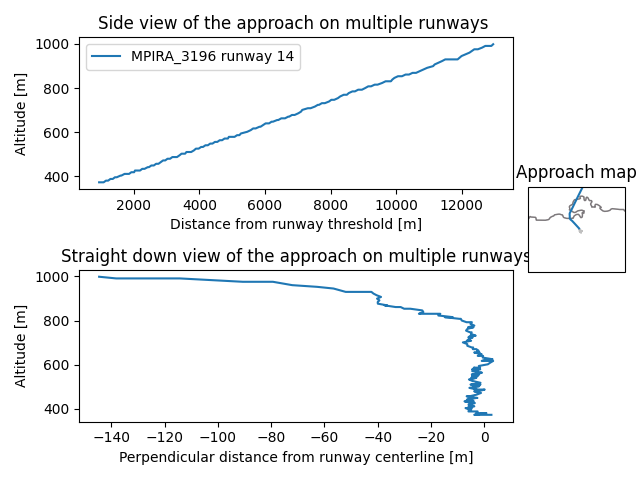 Side view of the approach on multiple runways
Altitude [m]
1000
800
600
400
MPIRA_3196 runway 14
2000 4000 6000 8000 10000 12000
Distance from runway threshold [m]
Approach map
Straight down view of the approach on multiple runways
Altitude [m]
1000
800
600
400
−140 −120 −100 −80 −60 −40 −20 0
Perpendicular distance from runway centerline [m]